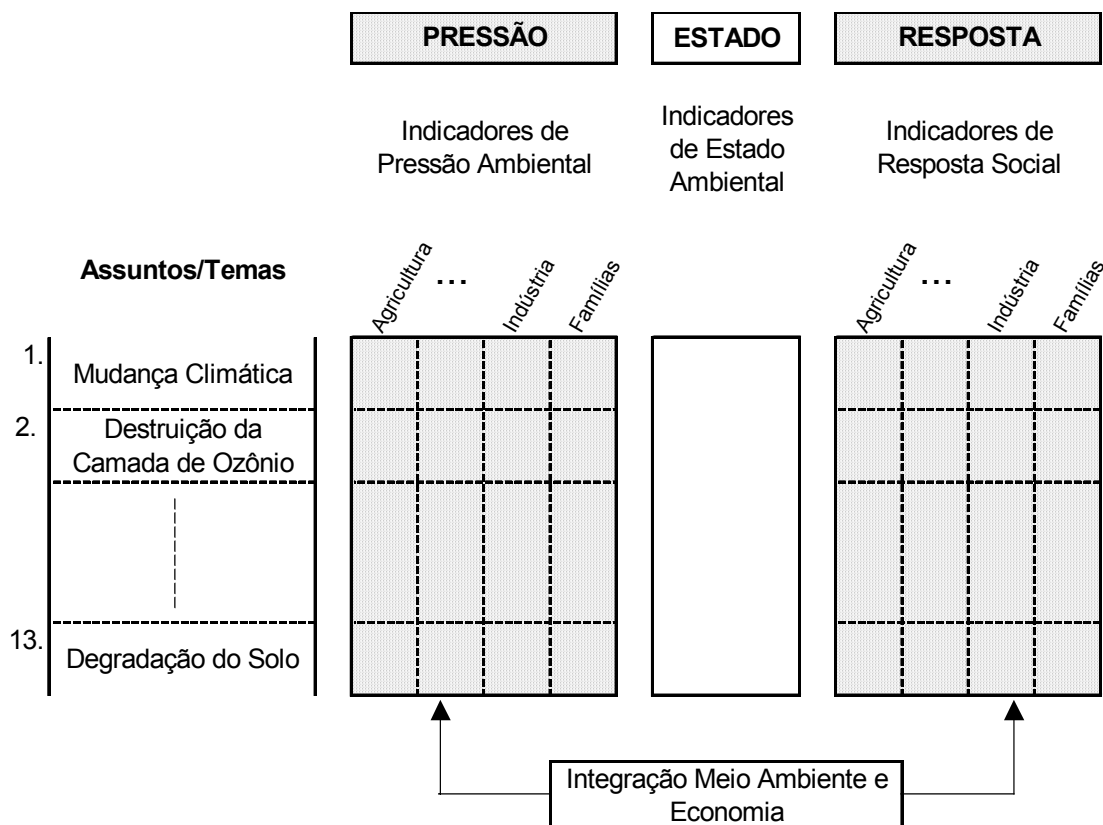 PRESSÃO
ESTADO
RESPOSTA
Indicadores de
Pressão Ambiental
Indicadores
de Estado
Ambiental
Indicadores de
Resposta Social
Assuntos/Temas
Agricultura
...
Indústria
Famílias
Agricultura
...
Indústria
Famílias
1.
Mudança Climática
2.
Destruição da
Camada de Ozônio
13.
Degradação do Solo
Integração Meio Ambiente e
Economia